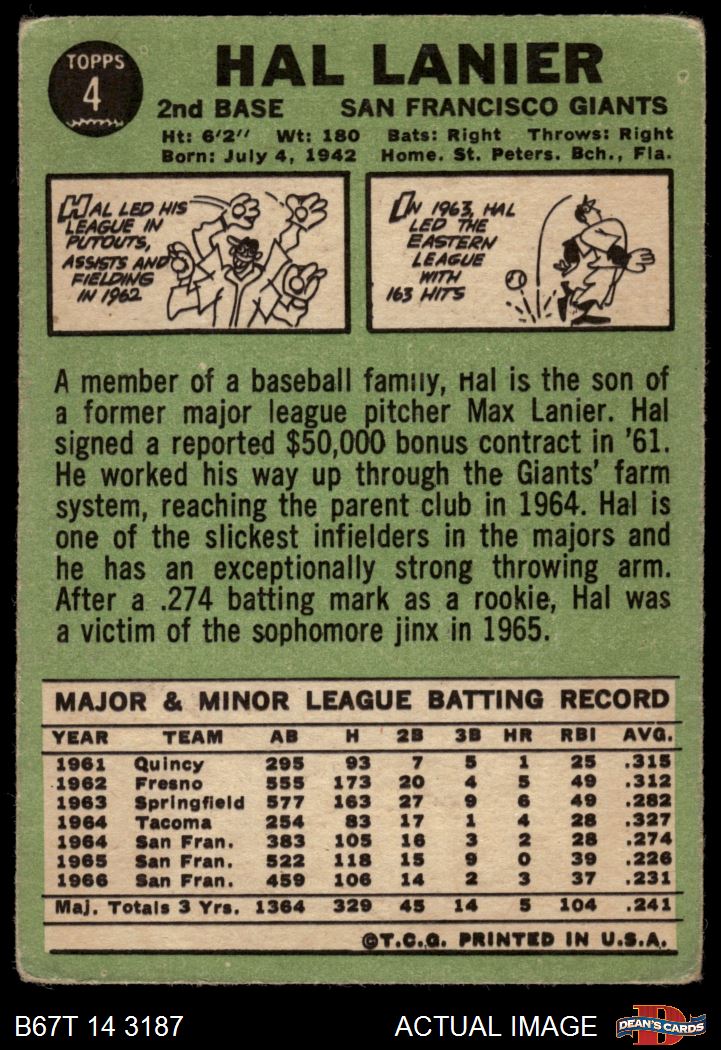 TOPPS
4
HAL LANIER
2nd BASE SAN FRANCISCO GIANTS
Ht: 6'2" Wt: 180 Bats: Right Throws: Right
Born: July 4, 1942 Home. St. Peters. Bch., Fla.
HAL LED HIS
LEAGUE IN
PUTOUTS,
ASSISTS AND
FIELDING
IN 1962
IN 1963, HAL
LED THE
EASTERN
LEAGUE
WITH
163 HITS
A member of a baseball family, Hal is the son of
a former major league pitcher Max Lanier. Hal
signed a reported $50,000 bonus contract in '61.
He worked his way up through the Giants' farm
system, reaching the parent club in 1964. Hal is
one of the slickest infielders in the majors and
he has an exceptionally strong throwing arm.
After a .274 batting mark as a rookie, Hal was
a victim of the sophomore jinx in 1965.
MAJOR & MINOR LEAGUE BATTING RECORD
YEAR TEAM AB H 2B 3B HR RBI AVG.
1961 Quincy 295 93 7 5 1 25 .315
1962 Fresno 555 173 20 4 5 49 .312
1963 Springfield 577 163 27 9 6 49 .282
1964 Tacoma 254 83 17 1 4 28 .327
1964 San Fran. 383 105 16 3 2 28 .274
1965 San Fran. 522 118 15 9 0 39 .226
1966 San Fran. 459 106 14 2 3 37 .231
Maj. Totals 3 Yrs. 1364 329 45 14 5 104 .241
©T.C.G. PRINTED IN U.S.A.
B67T 14 3187 ACTUAL IMAGE
D
DEAN'S CARDS